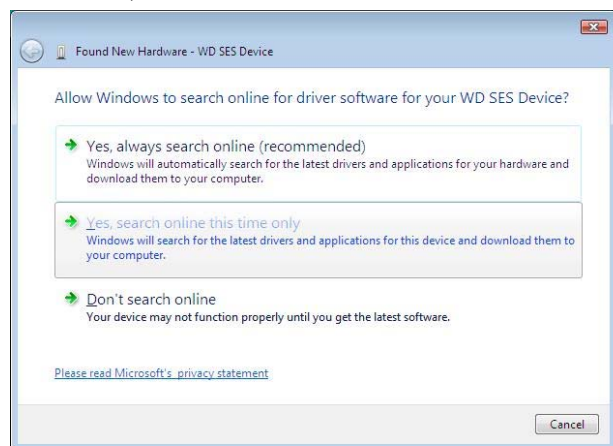 Found New Hardware - WD SES Device
Allow Windows to search online for driver software for your WD SES Device?
Yes, always search online (recommended)
Windows will automatically search for the latest drivers and applications for your hardware and
download them to your computer.
Yes, search online this time only
Windows will search for the latest drivers and applications for this device and download them to
your computer.
Don't search online
Your device may not function properly until you get the latest software.
Please read Microsoft's privacy statement
Cancel